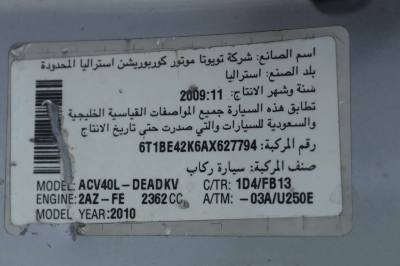 اسم الصانع: شركة تويوتا موتور كوربوريشن استراليا المحدودة
بلد الصنع: استراليا
سنة وشهر الانتاج: 2009:11
تطابق هذه السيارة جميع المواصفات القياسية الخليجية
والسعودية للسيارات والتي صدرت حتى تاريخ الانتاج
رقم المركبة: 6T1BE42K6AX627794
صنف المركبة: سيارة ركاب
MODEL: ACV40L-DEADKV C/TR: 1D4/FB13
ENGINE: 2AZ-FE 2362CC A/TM: -03A/U250E
MODEL YEAR: 2010